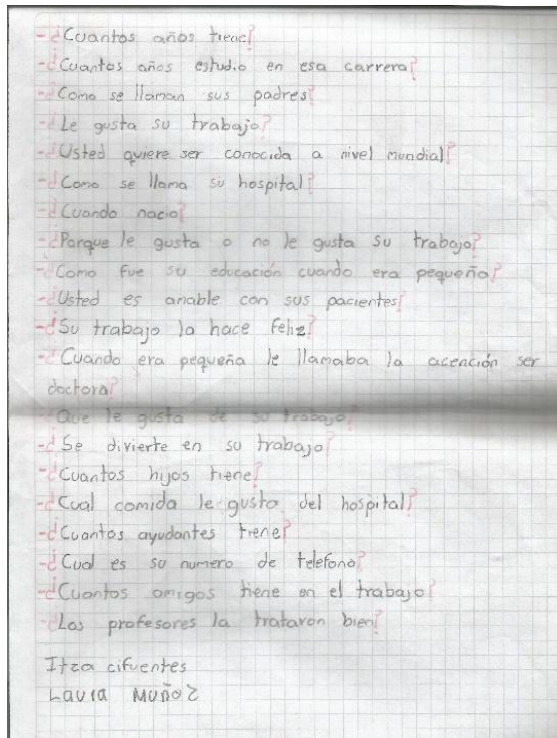 -¿Cuantos años tiene?
-¿Cuantos años estudio en esa carrera?
-¿Como se llaman sus padres?
-¿Le gusta su trabajo?
-¿Usted quiere ser conocida a nivel mundial?
-¿Como se llama su hospital?
-¿Cuando nacio?
-¿Porque le gusta o no le gusta su trabajo?
-¿Como fue su educación cuando era pequeño?
-¿Usted es amable con sus pacientes?
-¿Su trabajo la hace feliz?
-¿Cuando era pequeña le llamaba la acención ser
doctora?
-¿Que le gusta de su trabajo?
-¿Se divierte en su trabajo?
-¿Cuantos hijos tiene?
-¿Cual comida le gusto del hospital?
-¿Cuantos ayudantes tiene?
-¿Cual es su numero de telefono?
-¿Cuantos amigos tiene en el trabajo?
-¿Los profesores la trataron bien?
Itza cifuentes
Laura Muñoz